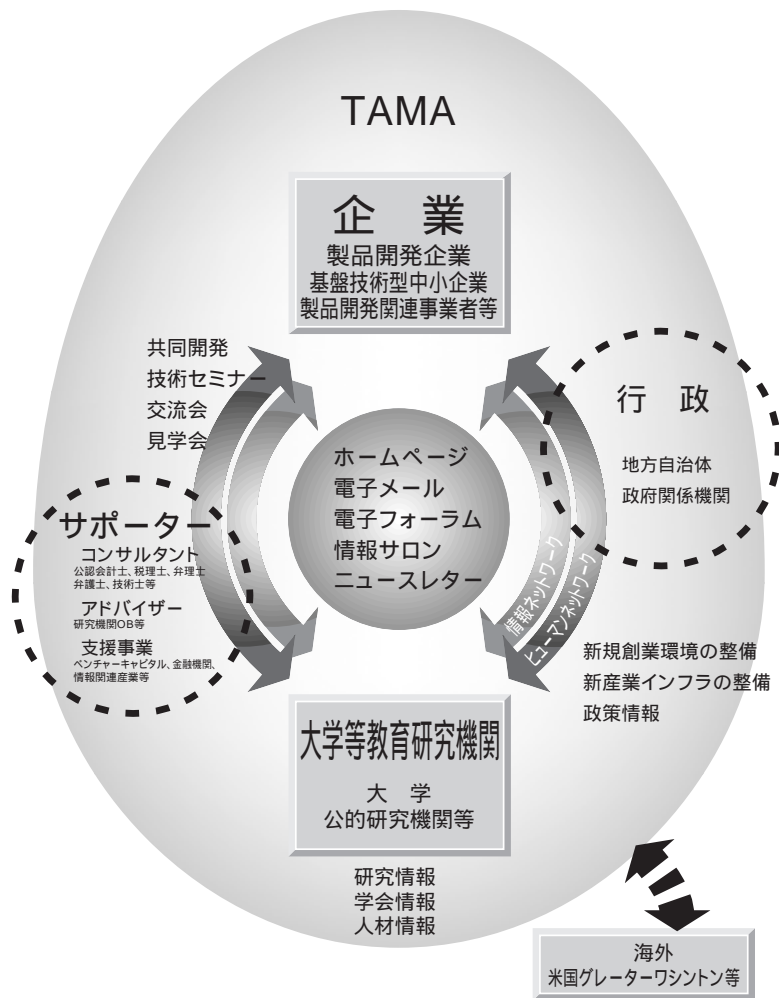 TAMA
企　業
製品開発企業
基盤技術型中小企業
製品開発関連事業者等
共同開発
技術セミナー
交流会
見学会
行　政
地方自治体
政府関係機関
ホームページ
電子メール
電子フォーラム
情報サロン
ニュースレター
サポーター
コンサルタント
公認会計士、税理士、弁理士
弁護士、技術士等
アドバイザー
研究機関OB等
支援事業
ベンチャーキャピタル、金融機関、
情報関連産業等
情報ネットワーク
ヒューマンネットワーク
新規創業環境の整備
新産業インフラの整備
政策情報
大学等教育研究機関
大　学
公的研究機関等
研究情報
学会情報
人材情報
海外
米国グレーターワシントン等